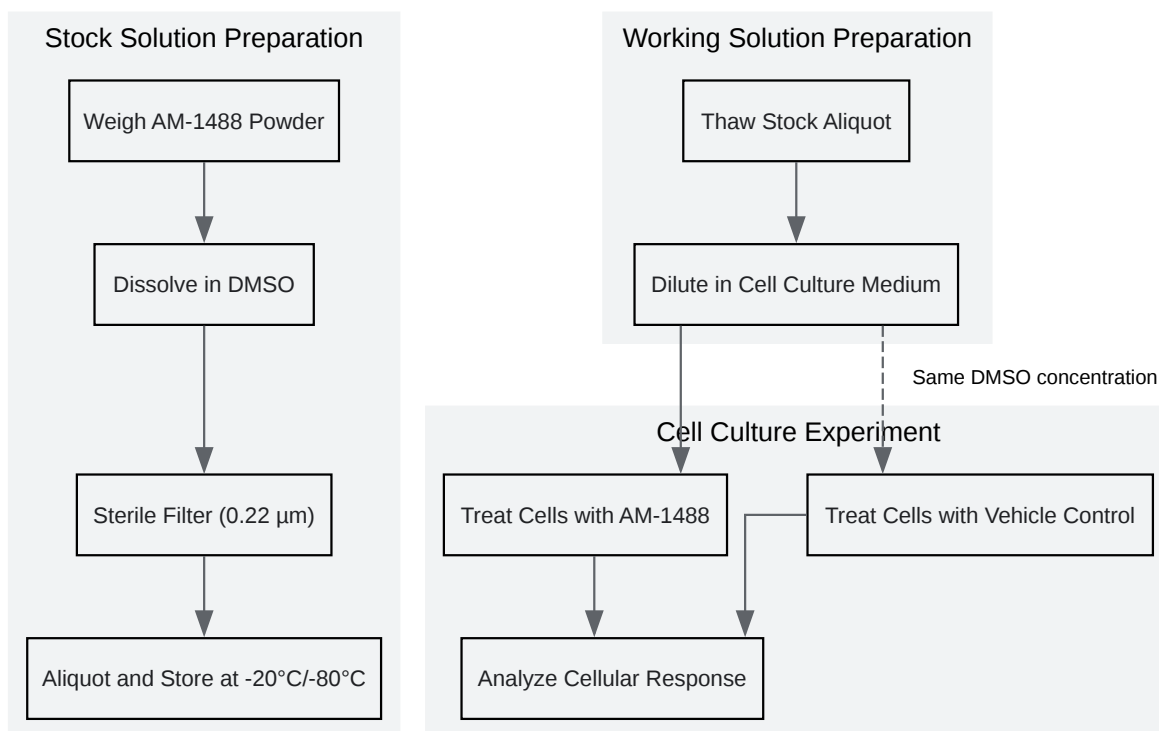 Stock Solution Preparation
Weigh AM-1488 Powder
Dissolve in DMSO
Sterile Filter (0.22 µm)
Aliquot and Store at -20°C/-80°C
Working Solution Preparation
Thaw Stock Aliquot
Dilute in Cell Culture Medium
Same DMSO concentration
Cell Culture Experiment
Treat Cells with AM-1488
Treat Cells with Vehicle Control
Analyze Cellular Response